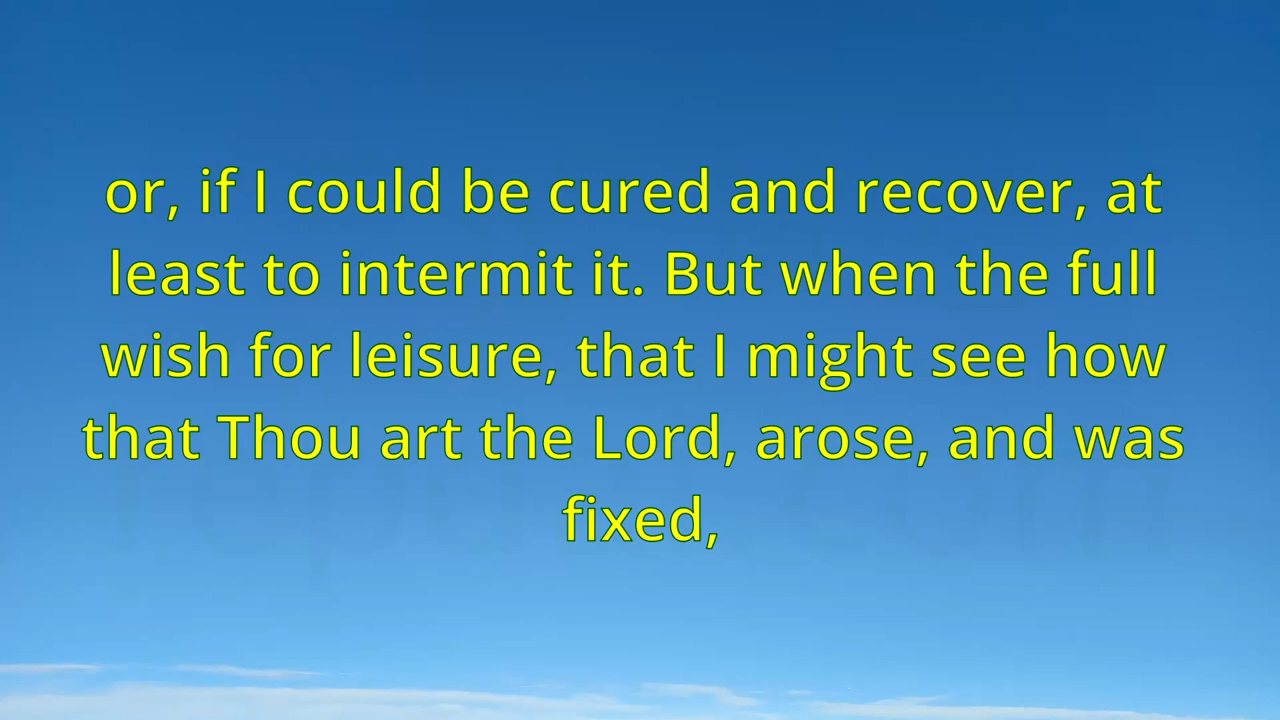 or, if I could be cured and recover, at
least to intermit it. But when the full
wish for leisure, that I might see how
that Thou art the Lord, arose, and was
fixed,